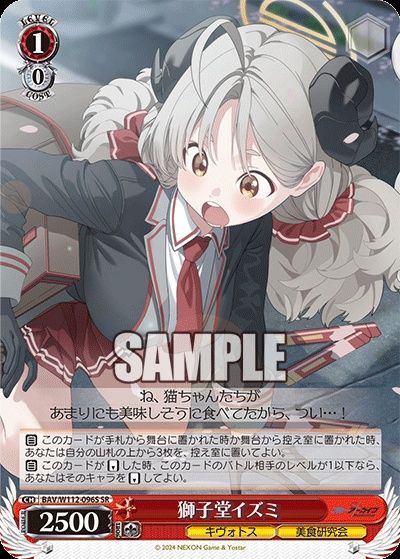 LEVEL
1
0
COST
SAMPLE
ね、猫ちゃんたちが
あまりにも美味しそうに食べてたから、つい…!
自 このカードが手札から舞台に置かれた時か舞台から控え室に置かれた時、
あなたは自分の山札の上から3枚を、控え室に置いてよい。
自 このカードがリバースした時、このカードのバトル相手のレベルが1以下なら、
あなたはそのキャラを【リバース】してよい。
CH BAV/W112-096S SR
2500
獅子堂イズミ
キヴォトス
美食研究会
© 2024 NEXON Game & Yostar